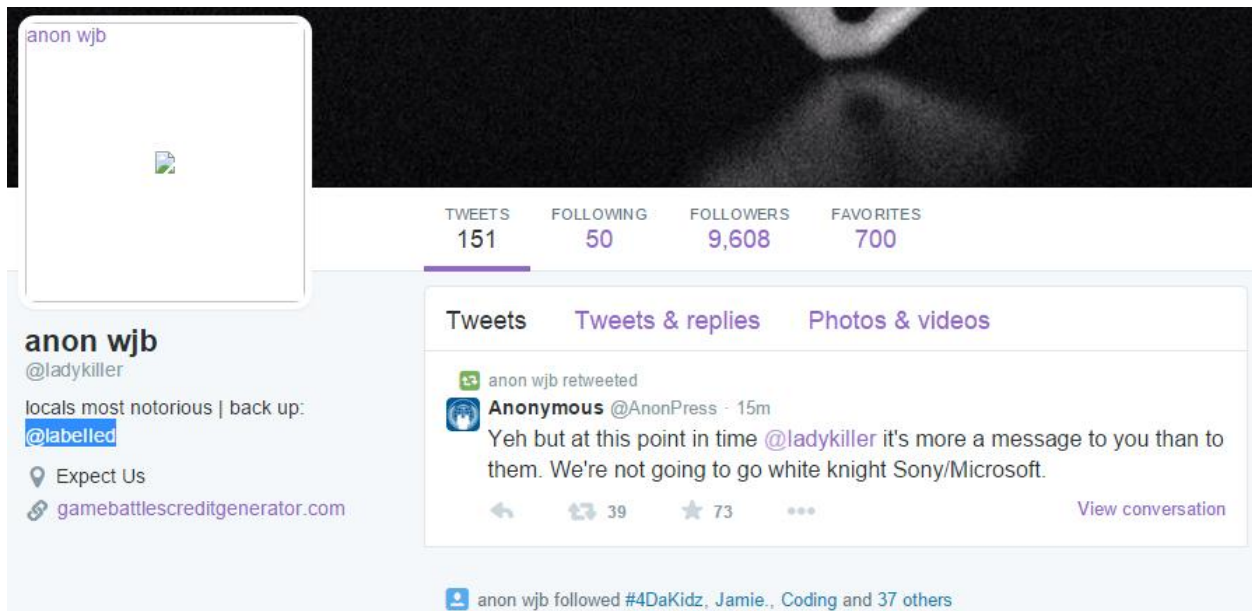 anon wjb
TWEETS FOLLOWING FOLLOWERS FAVORITES
151 50 9,608 700
anon wjb
@ladykiller
locals most notorious | back up:
@labelled
Expect Us
gamebattlescreditgenerator.com
Tweets Tweets & replies Photos & videos
anon wjb retweeted
Anonymous @AnonPress · 15m
Yeh but at this point in time @ladykiller it's more a message to you than to
them. We're not going to go white knight Sony/Microsoft.
39 73 View conversation
anon wjb followed #4DaKidz, Jamie., Coding and 37 others